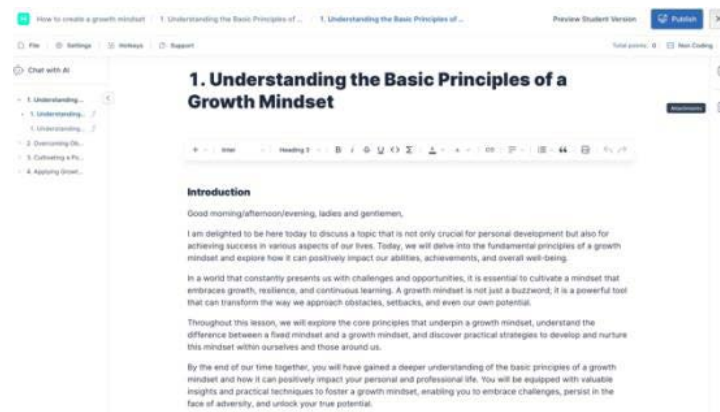 How to create a growth mindset
1. Understanding the Basic Principles of ...
1. Understanding the Basic Principles of ...
Preview Student Version
Publish
File
Settings
Hotkeys
Support
Total points: 0
Non Coding
Chat with AI
1. Understanding...
1. Understanding...
1. Understanding...
2. Overcoming Ob...
3. Cultivating a Po...
4. Applying Growt...
1. Understanding the Basic Principles of a
Growth Mindset
Attachments
Inter
Heading 3
Introduction
Good morning/afternoon/evening, ladies and gentlemen,
I am delighted to be here today to discuss a topic that is not only crucial for personal development but also for
achieving success in various aspects of our lives. Today, we will delve into the fundamental principles of a growth
mindset and explore how it can positively impact our abilities, achievements, and overall well-being.
In a world that constantly presents us with challenges and opportunities, it is essential to cultivate a mindset that
embraces growth, resilience, and continuous learning. A growth mindset is not just a buzzword; it is a powerful tool
that can transform the way we approach obstacles, setbacks, and even our own potential.
Throughout this lesson, we will explore the core principles that underpin a growth mindset, understand the
difference between a fixed mindset and a growth mindset, and discover practical strategies to develop and nurture
this mindset within ourselves and those around us.
By the end of our time together, you will have gained a deeper understanding of the basic principles of a growth
mindset and how it can positively impact your personal and professional life. You will be equipped with valuable
insights and practical techniques to foster a growth mindset, enabling you to embrace challenges, persist in the
face of adversity, and unlock your true potential.